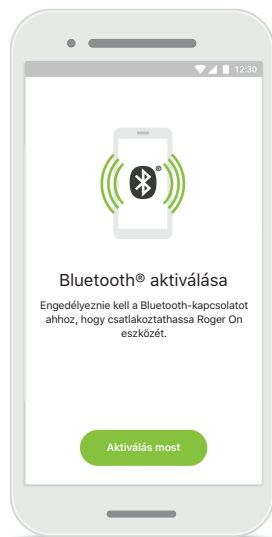 12:30
Bluetooth® aktiválása
Engedélyeznie kell a Bluetooth-kapcsolatot
ahhoz, hogy csatlakoztathassa Roger On
eszközét.
Aktiválás most